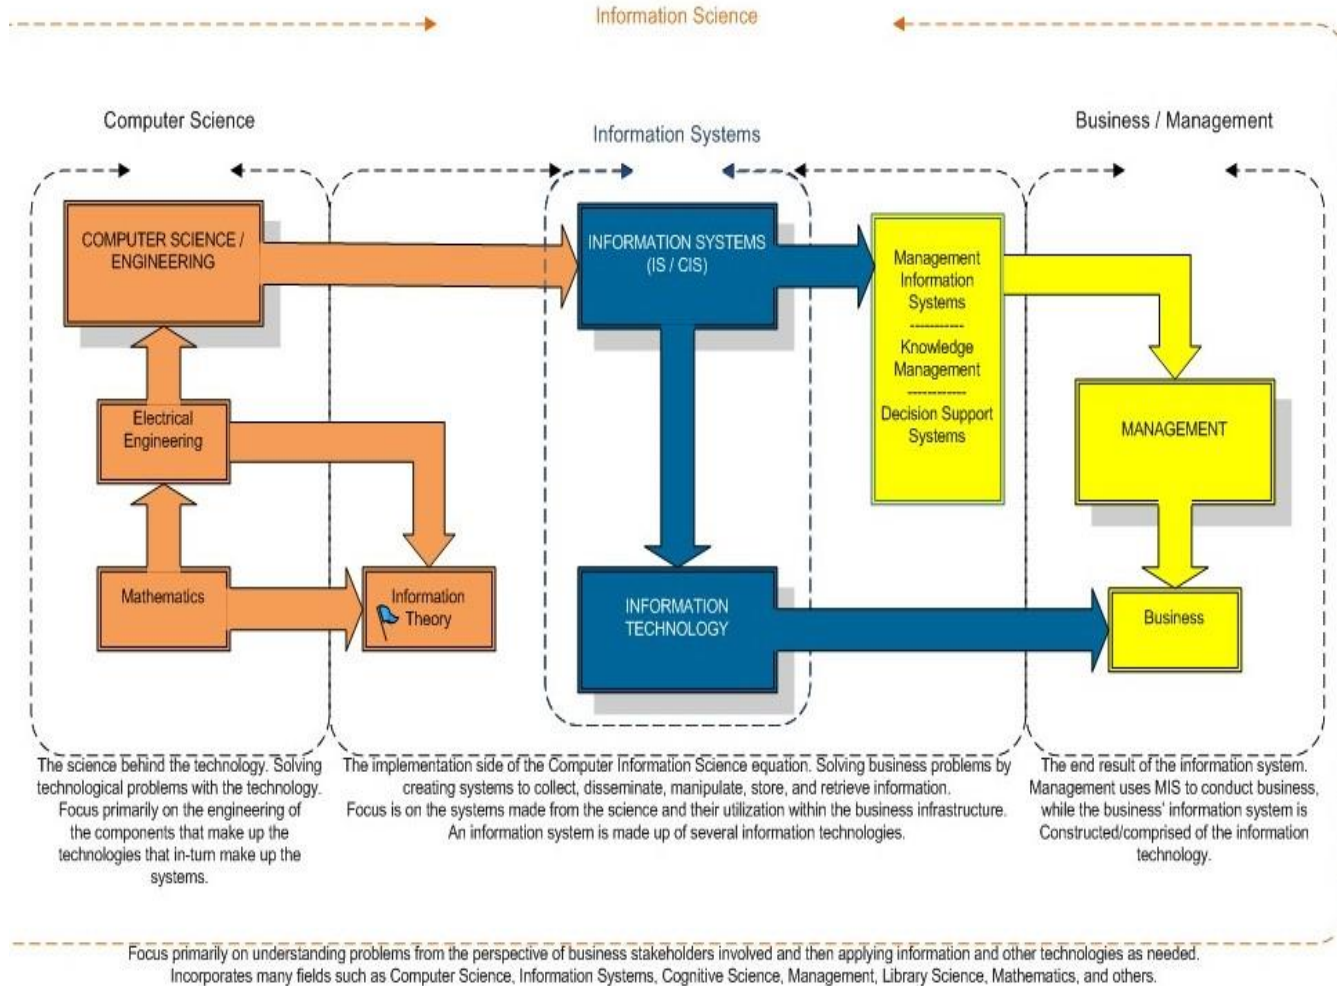 Information Science
Computer Science
Information Systems
Business / Management
COMPUTER SCIENCE /
ENGINEERING
INFORMATION SYSTEMS
(IS / CIS)
Management
Information
Systems
------------
Knowledge
Management
-------------
Decision Support
Systems
Electrical
Engineering
MANAGEMENT
Mathematics
Information
Theory
INFORMATION
TECHNOLOGY
Business
The science behind the technology. Solving
technological problems with the technology.
Focus primarily on the engineering of
the components that make up the
technologies that in-turn make up the
systems.
The implementation side of the Computer Information Science equation. Solving business problems by
creating systems to collect, disseminate, manipulate, store, and retrieve information.
Focus is on the systems made from the science and their utilization within the business infrastructure.
An information system is made up of several information technologies.
The end result of the information system.
Management uses MIS to conduct business,
while the business' information system is
Constructed/comprised of the information
technology.
Focus primarily on understanding problems from the perspective of business stakeholders involved and then applying information and other technologies as needed.
Incorporates many fields such as Computer Science, Information Systems, Cognitive Science, Management, Library Science, Mathematics, and others.